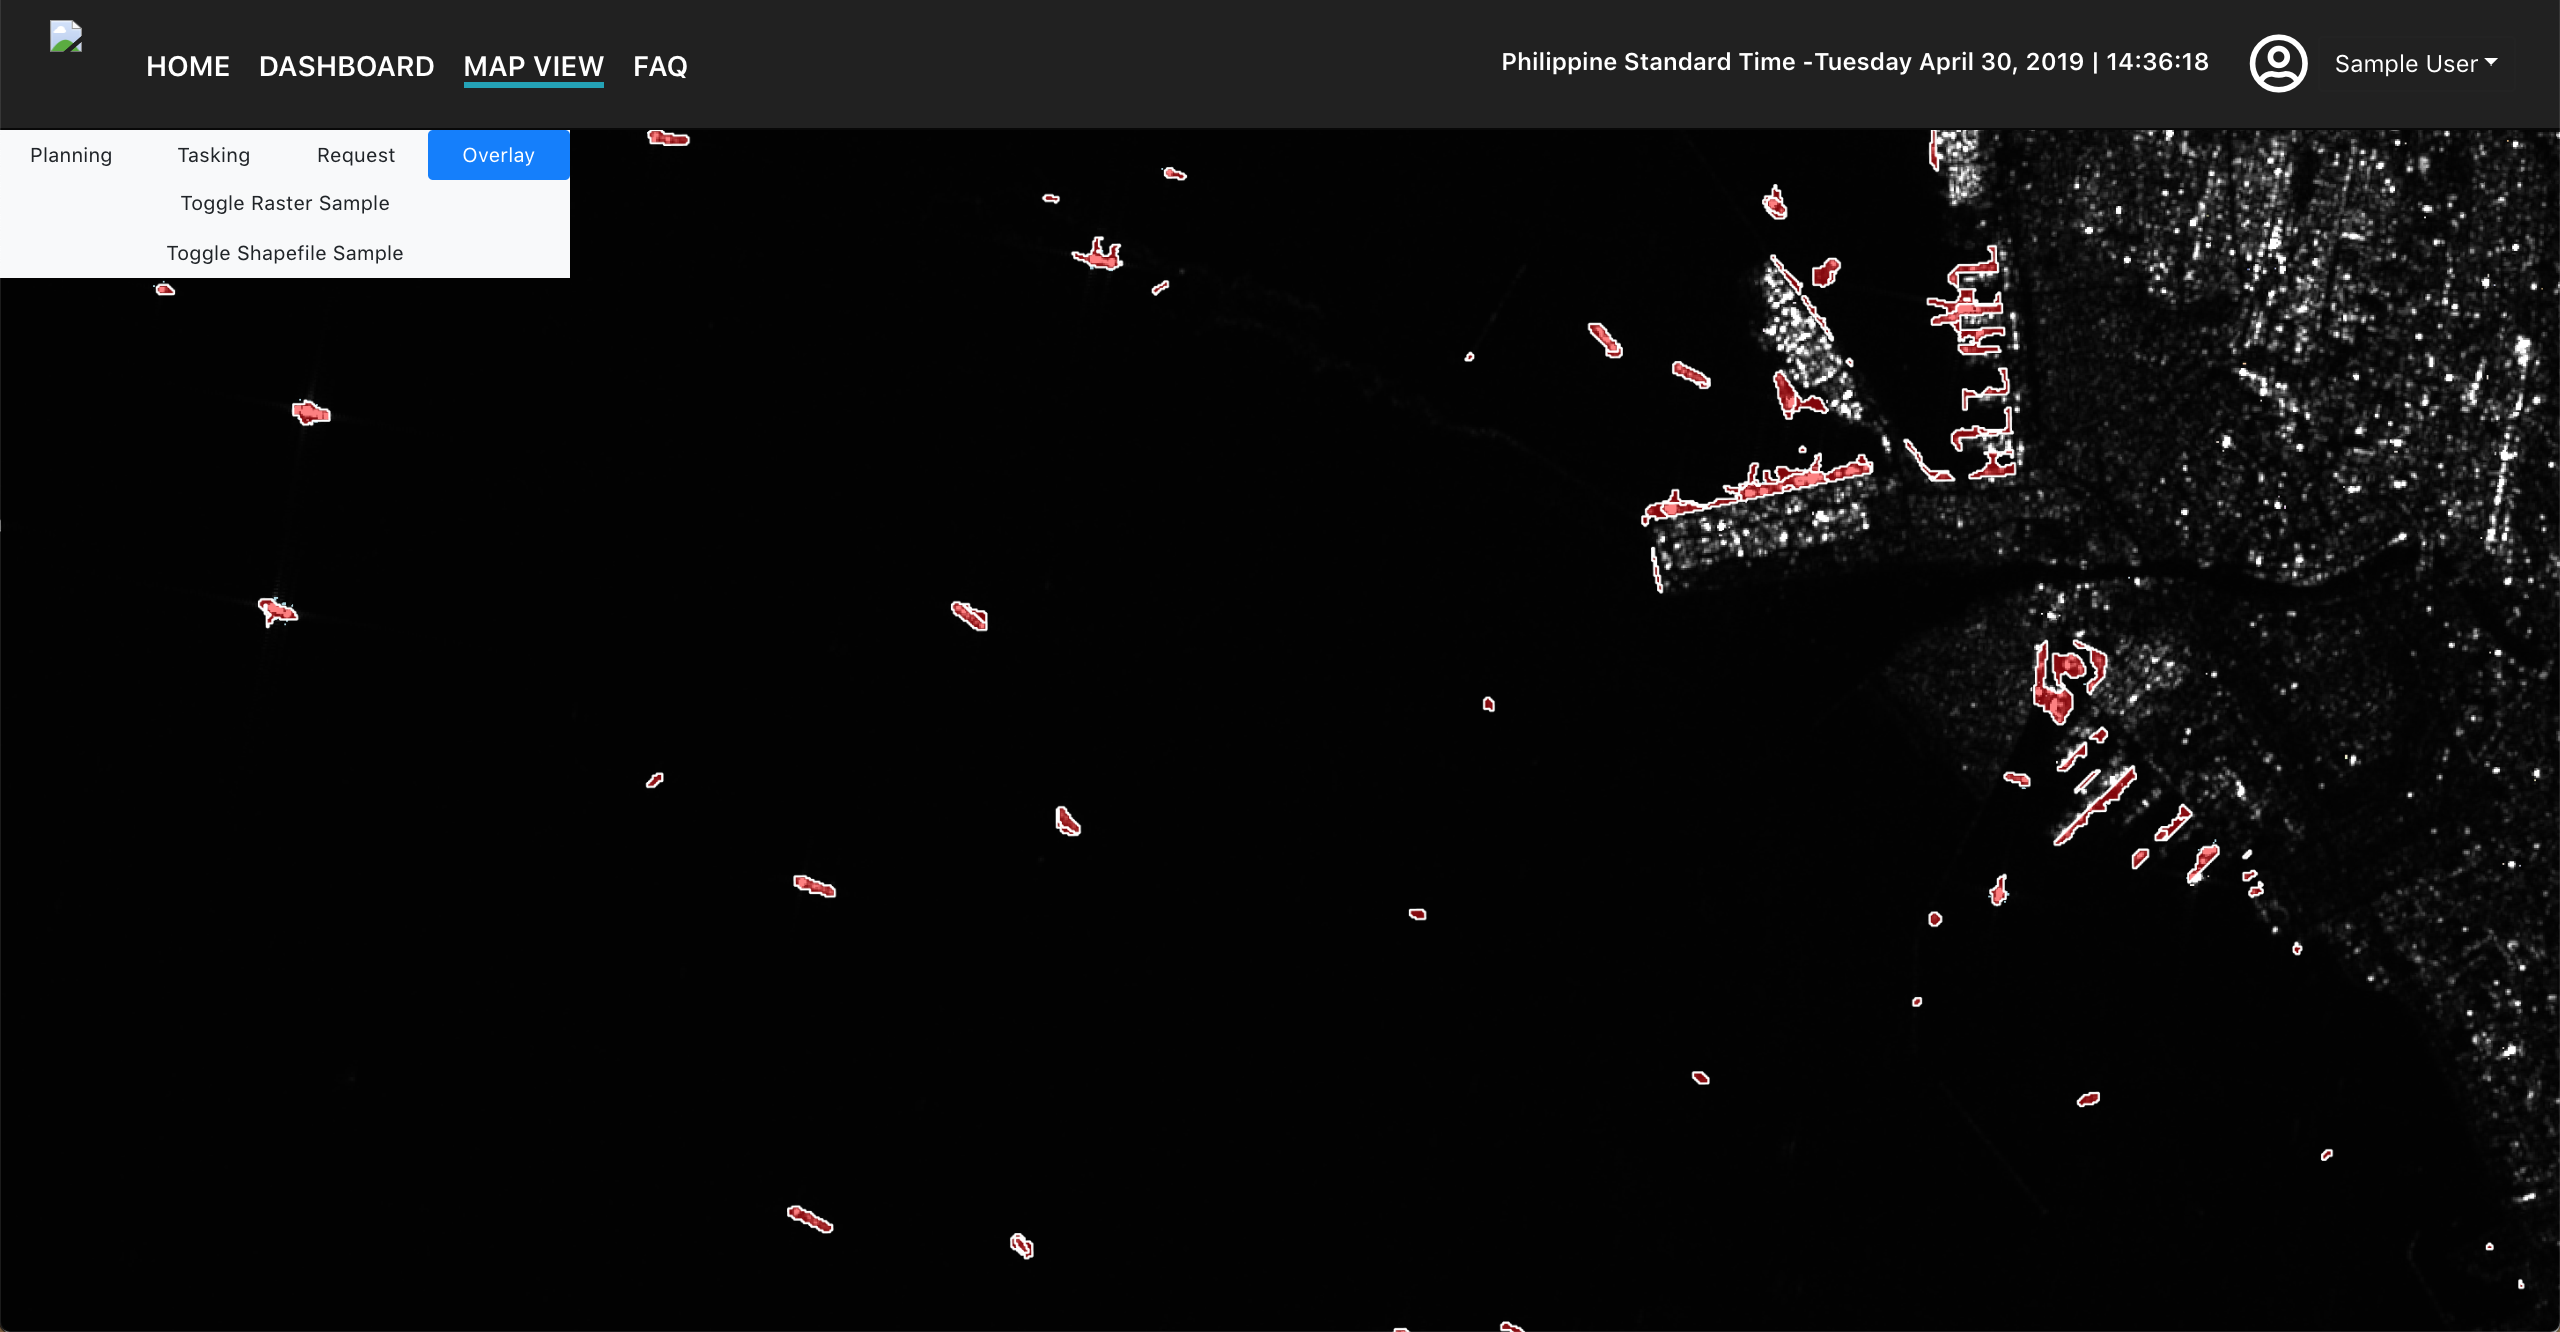 HOME DASHBOARD MAP VIEW FAQ Philippine Standard Time -Tuesday April 30, 2019 | 14:36:18 Sample User
Planning Tasking Request Overlay
Toggle Raster Sample
Toggle Shapefile Sample